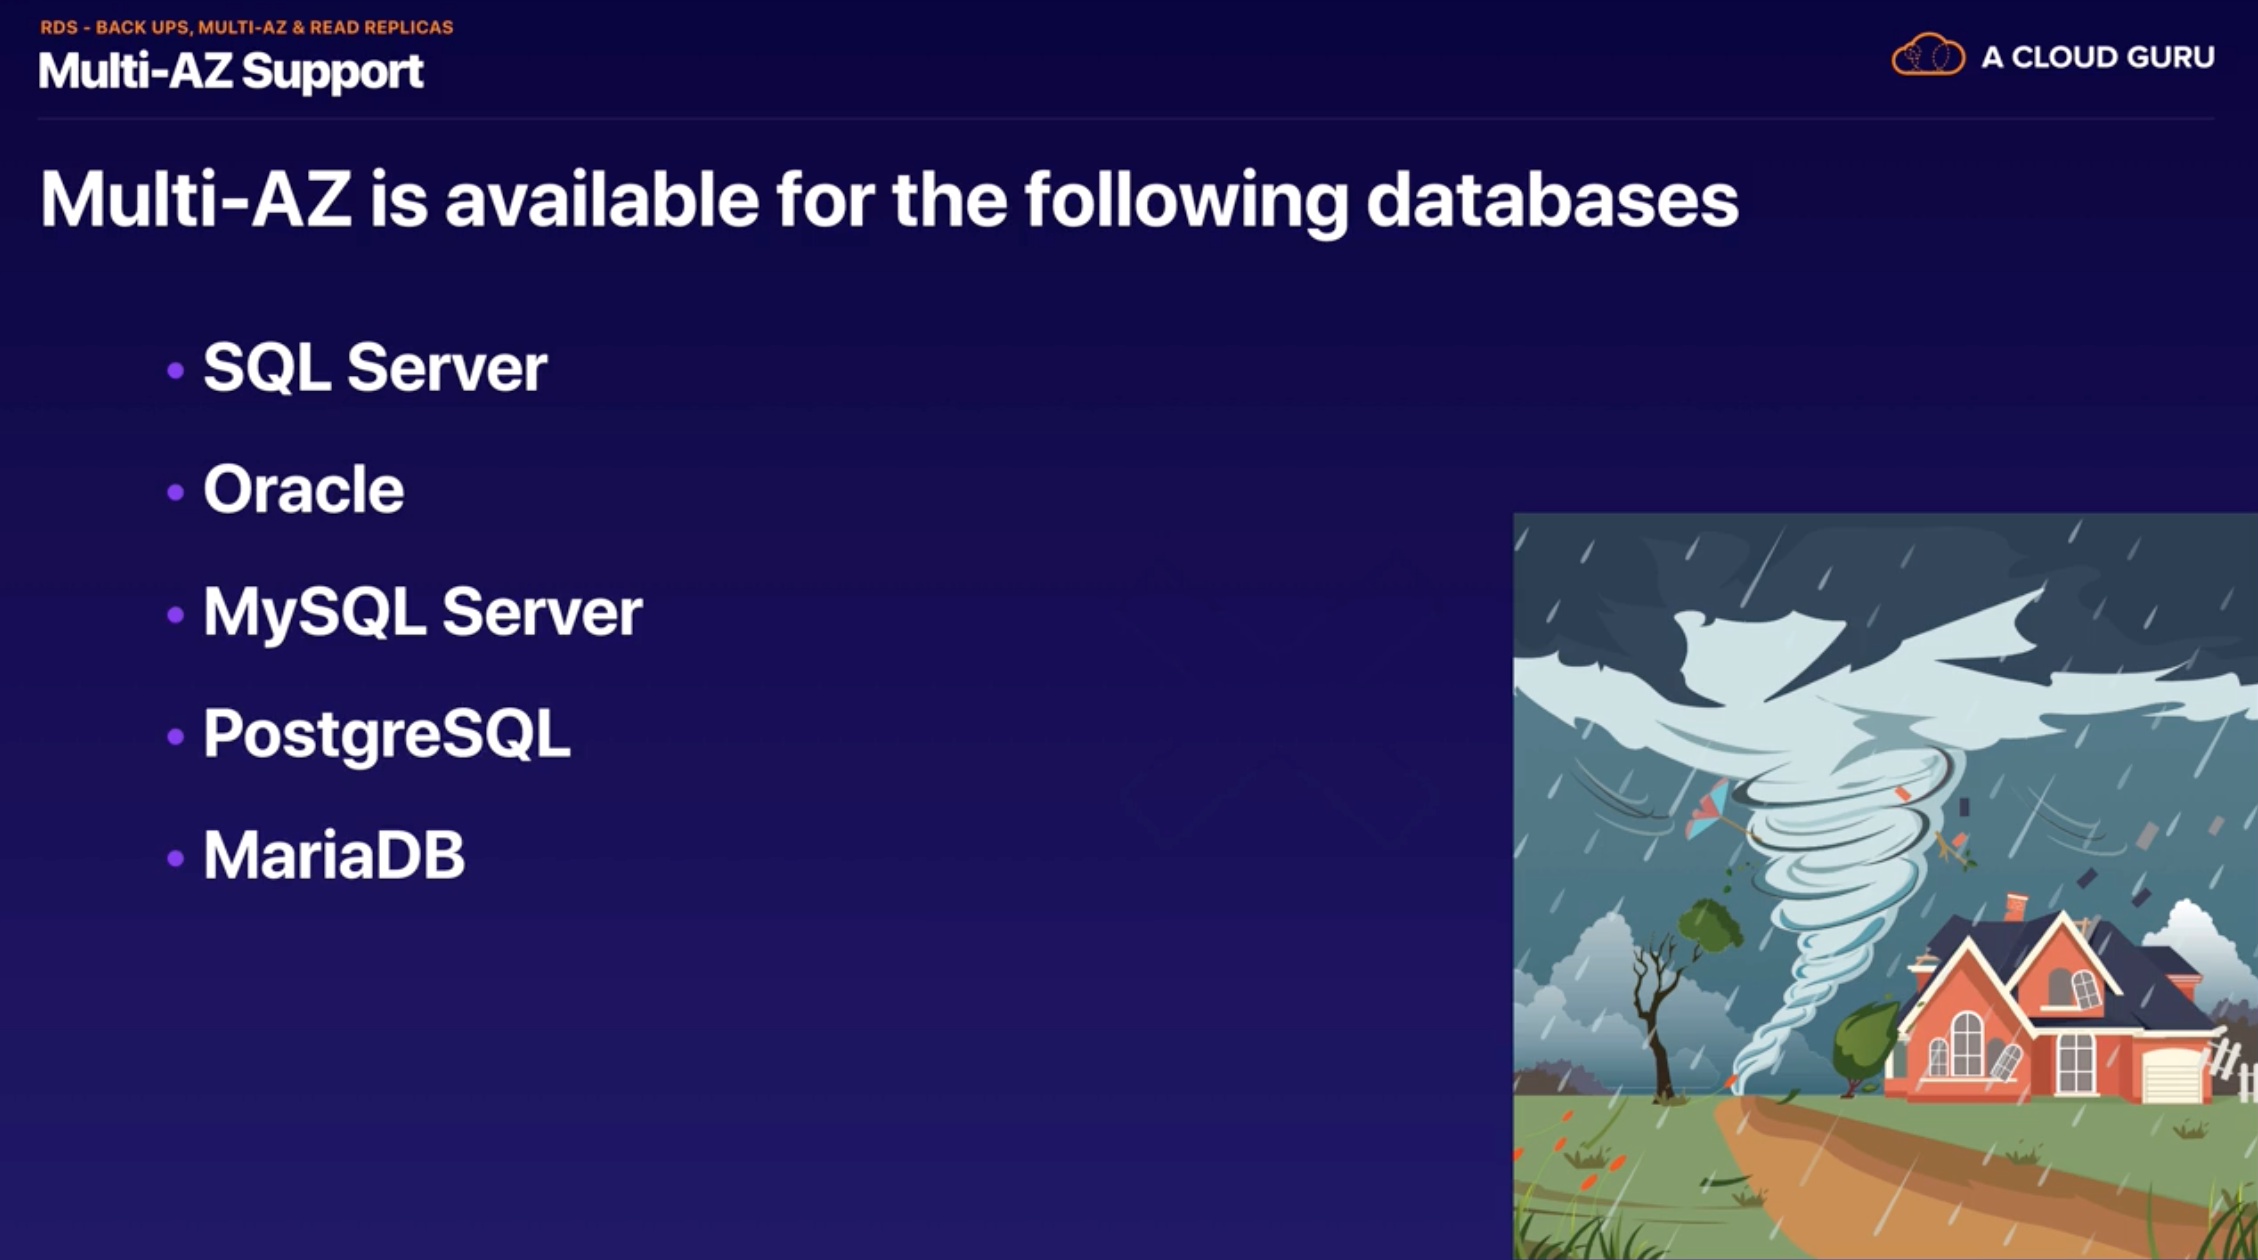 RDS - BACK UPS, MULTI-AZ & READ REPLICAS
Multi-AZ Support
A CLOUD GURU
Multi-AZ is available for the following databases
• SQL Server
• Oracle
• MySQL Server
• PostgreSQL
• MariaDB